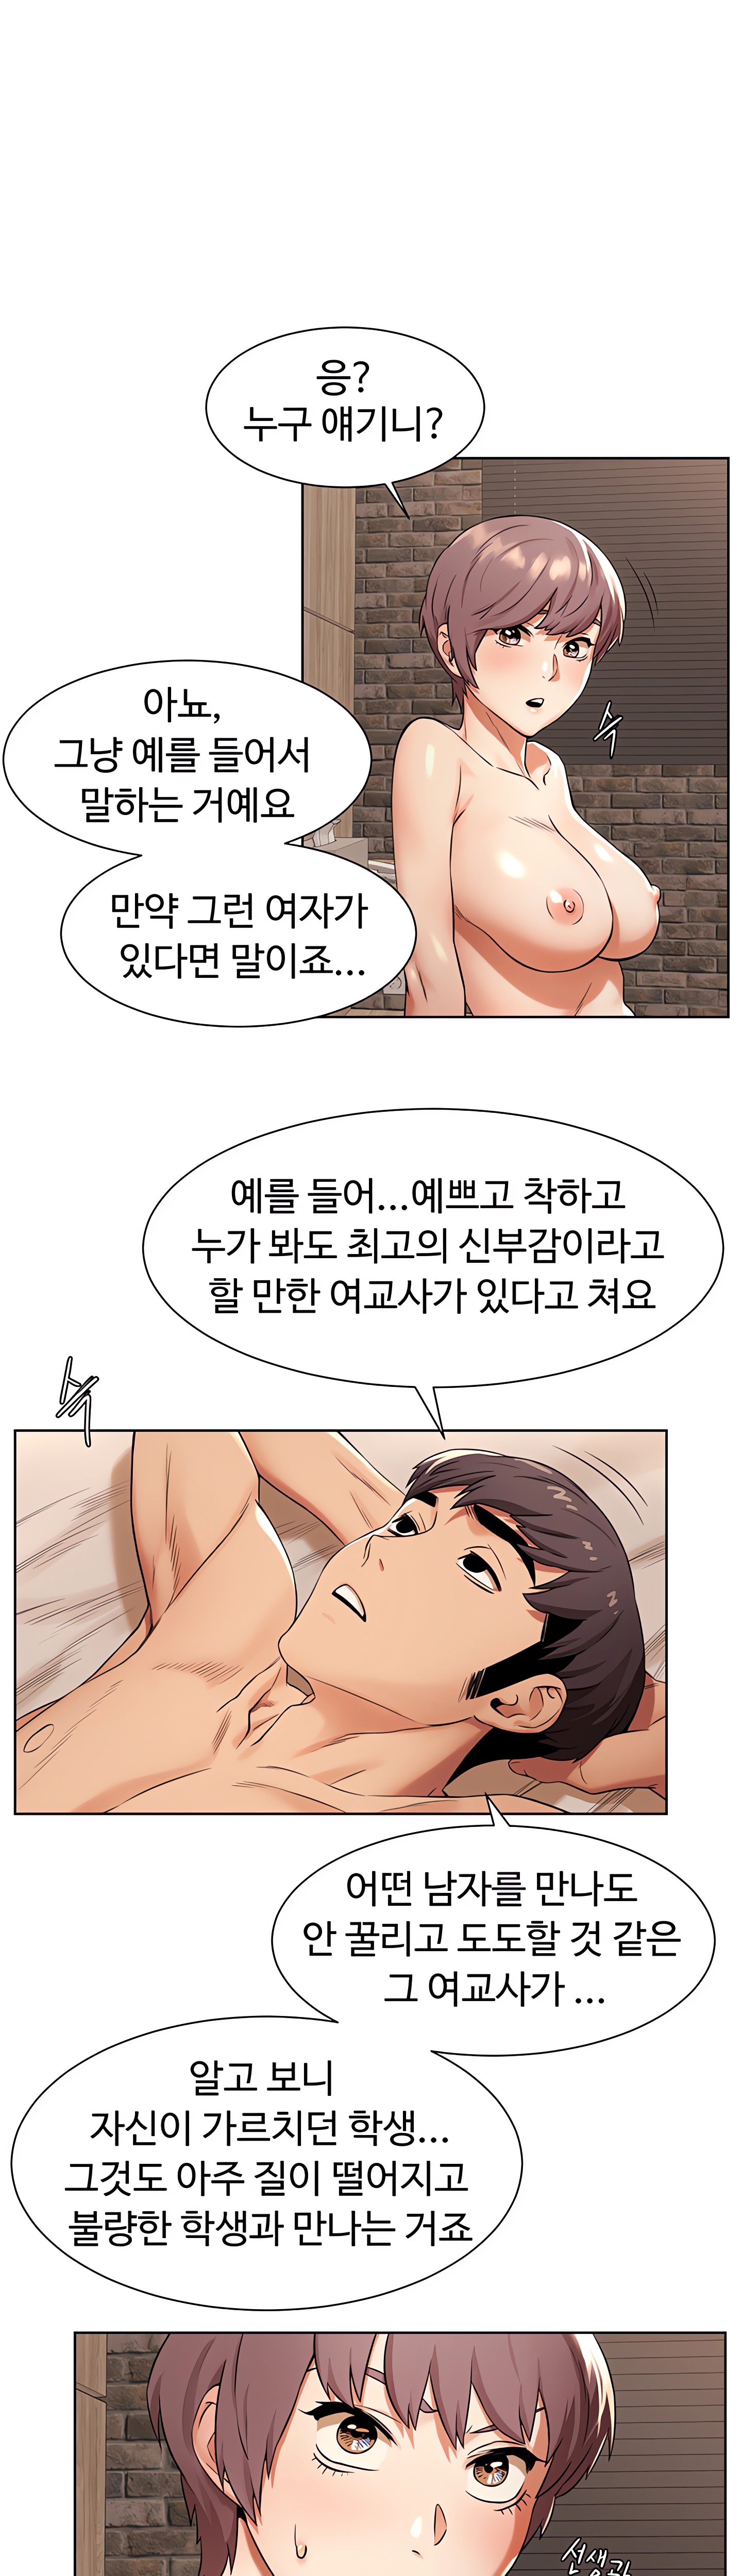 응?
누구 얘기니?
아뇨,
그냥 예를 들어서
말하는 거예요
슥
만약 그런 여자가
있다면 말이죠...
예를 들어...예쁘고 착하고
누가 봐도 최고의 신부감이라고
할 만한 여교사가 있다고 쳐요
슥
어떤 남자를 만나도
안 꿀리고 도도할 것 같은
그 여교사가 ...
알고 보니
자신이 가르치던 학생...
그것도 아주 질이 떨어지고
불량한 학생과 만나는 거죠
선생과